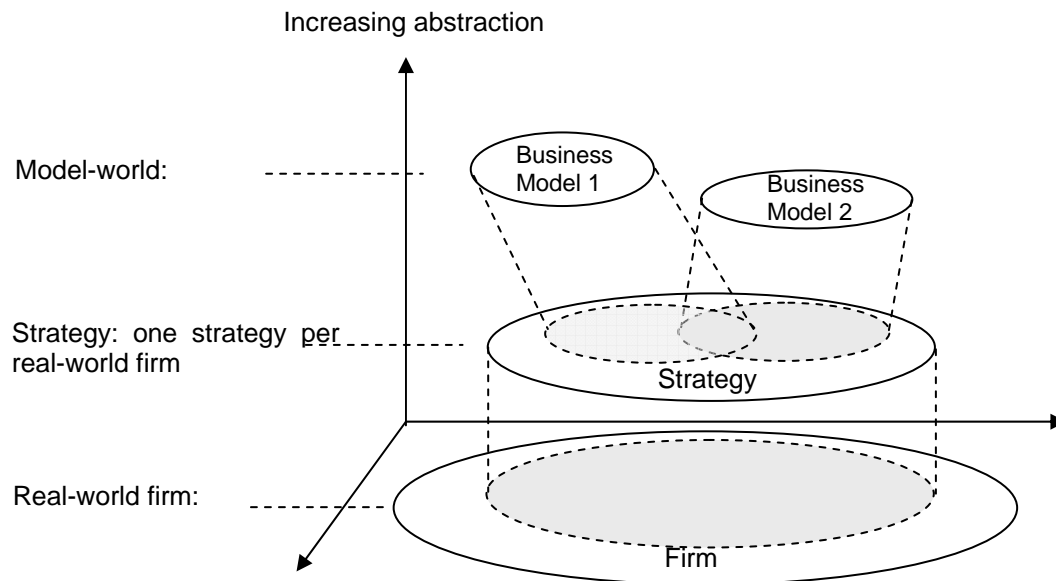 Increasing abstraction
Model-world:
Business
Model 1
Business
Model 2
Strategy: one strategy per
real-world firm
Strategy
Real-world firm:
Firm